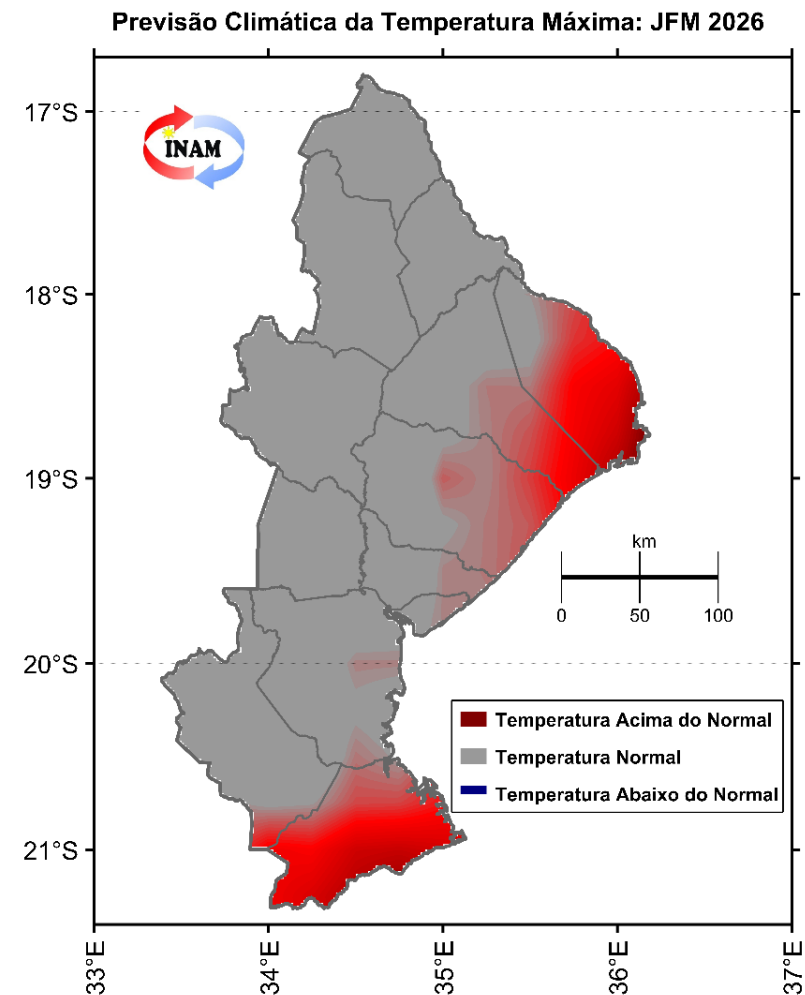 Previsão Climática da Temperatura Máxima: JFM 2026
17°S
INAM
18°S
19°S
km
0 50 100
20°S
Temperatura Acima do Normal
Temperatura Normal
Temperatura Abaixo do Normal
21°S
33°E 34°E 35°E 36°E 37°E